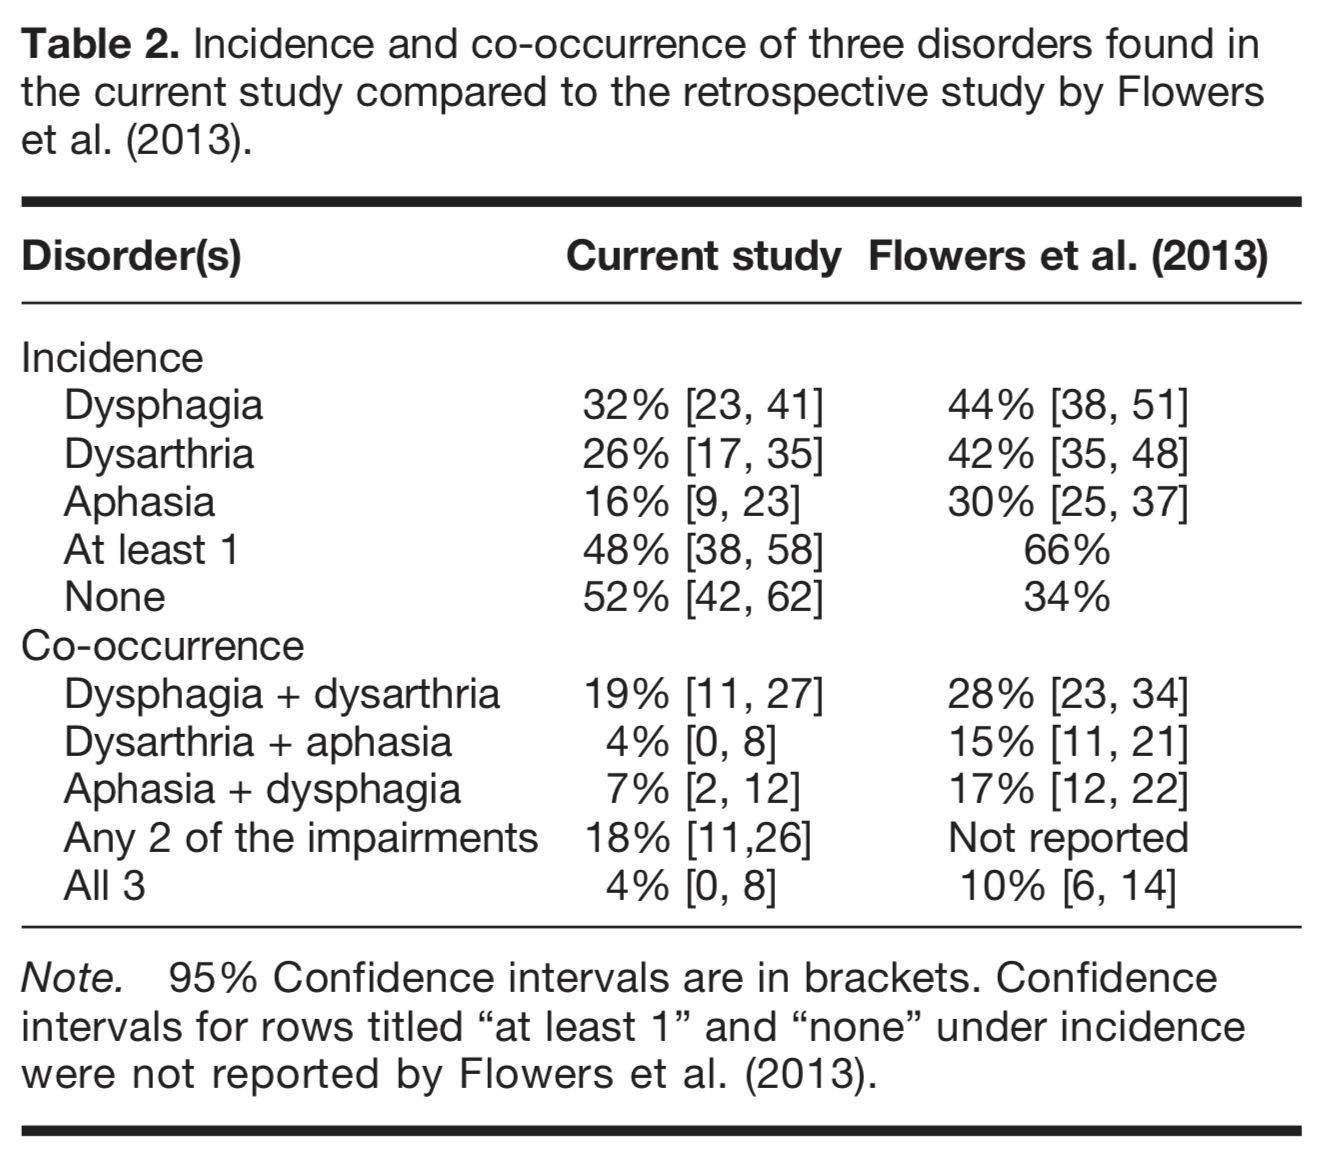 Table 2. Incidence and co-occurrence of three disorders found in
the current study compared to the retrospective study by Flowers
et al. (2013).
Disorder(s) Current study Flowers et al. (2013)
Incidence
Dysphagia 32% [23, 41] 44% [38, 51]
Dysarthria 26% [17, 35] 42% [35, 48]
Aphasia 16% [9, 23] 30% [25, 37]
At least 1 48% [38, 58] 66%
None 52% [42, 62] 34%
Co-occurrence
Dysphagia + dysarthria 19% [11, 27] 28% [23, 34]
Dysarthria + aphasia 4% [0, 8] 15% [11, 21]
Aphasia + dysphagia 7% [2, 12] 17% [12, 22]
Any 2 of the impairments 18% [11,26] Not reported
All 3 4% [0, 8] 10% [6, 14]
Note. 95% Confidence intervals are in brackets. Confidence
intervals for rows titled “at least 1” and “none” under incidence
were not reported by Flowers et al. (2013).